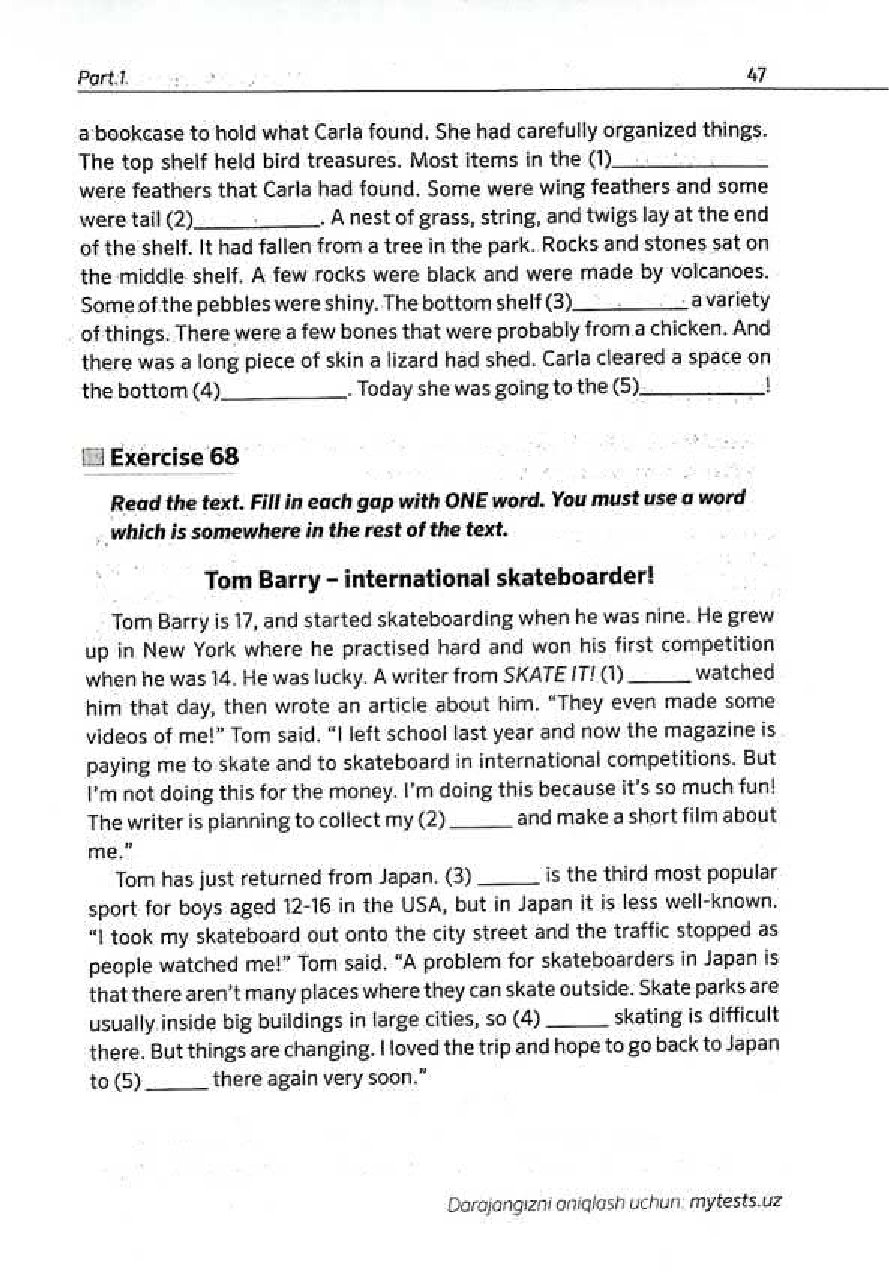 Part 1.
47
a bookcase to hold what Carla found. She had carefully organized things.
The top shelf held bird treasures. Most items in the (1)____________
were feathers that Carla had found. Some were wing feathers and some
were tail (2)____________. A nest of grass, string, and twigs lay at the end
of the shelf. It had fallen from a tree in the park. Rocks and stones sat on
the middle shelf. A few rocks were black and were made by volcanoes.
Some of the pebbles were shiny. The bottom shelf (3)____________ a variety
of things. There were a few bones that were probably from a chicken. And
there was a long piece of skin a lizard had shed. Carla cleared a space on
the bottom (4)____________. Today she was going to the (5)____________!
Exercise 68
Read the text. Fill in each gap with ONE word. You must use a word
which is somewhere in the rest of the text.
Tom Barry – international skateboarder!
Tom Barry is 17, and started skateboarding when he was nine. He grew
up in New York where he practised hard and won his first competition
when he was 14. He was lucky. A writer from SKATE IT! (1) ______ watched
him that day, then wrote an article about him. “They even made some
videos of me!” Tom said. “I left school last year and now the magazine is
paying me to skate and to skateboard in international competitions. But
I’m not doing this for the money. I’m doing this because it’s so much fun!
The writer is planning to collect my (2) ______ and make a short film about
me.”
Tom has just returned from Japan. (3) ______ is the third most popular
sport for boys aged 12-16 in the USA, but in Japan it is less well-known.
“I took my skateboard out onto the city street and the traffic stopped as
people watched me!” Tom said. “A problem for skateboarders in Japan is
that there aren’t many places where they can skate outside. Skate parks are
usually inside big buildings in large cities, so (4) ______ skating is difficult
there. But things are changing. I loved the trip and hope to go back to Japan
to (5) ______ there again very soon.”
Darajangizni aniqlash uchun: mytests.uz